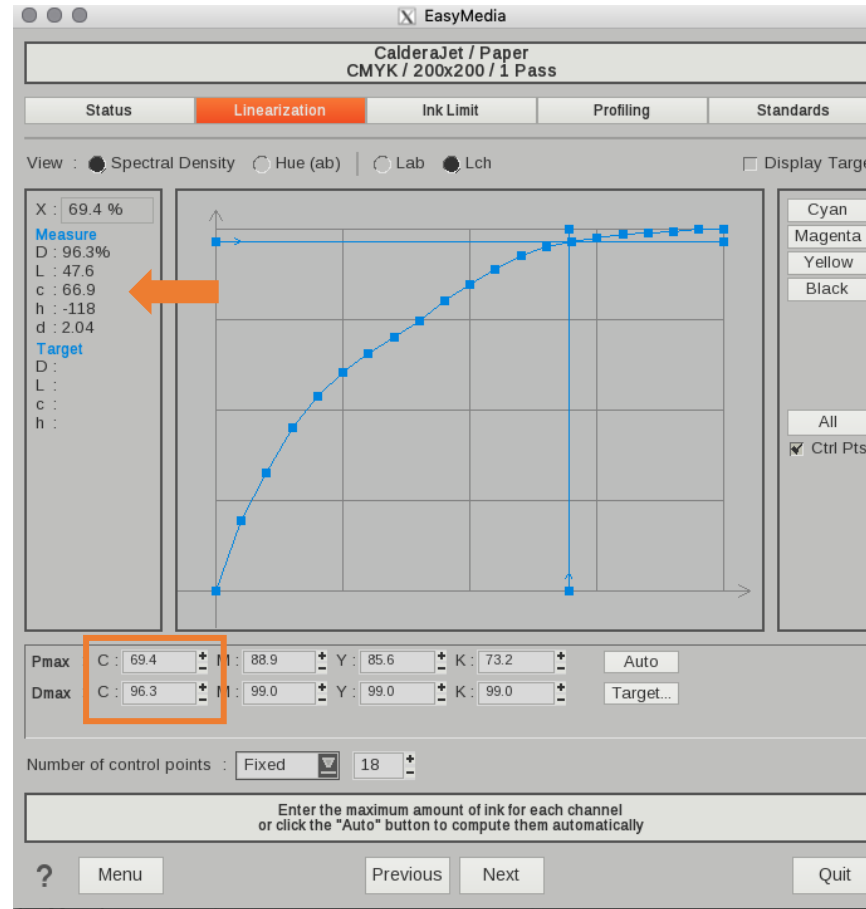 EasyMedia
CalderaJet / Paper
CMYK / 200x200 / 1 Pass
Status Linearization Ink Limit Profiling Standards
View : Spectral Density Hue (ab) Lab Lch Display Targe
X : 69.4 %
Measure
D : 96.3%
L : 47.6
c : 66.9
h : -118
d : 2.04
Target
D :
L :
c :
h :
Cyan
Magenta
Yellow
Black
All
Ctrl Pts
Pmax C : 69.4 M : 88.9 Y : 85.6 K : 73.2 Auto
Dmax C : 96.3 M : 99.0 Y : 99.0 K : 99.0 Target...
Number of control points : Fixed 18
Enter the maximum amount of ink for each channel
or click the "Auto" button to compute them automatically
? Menu Previous Next Quit